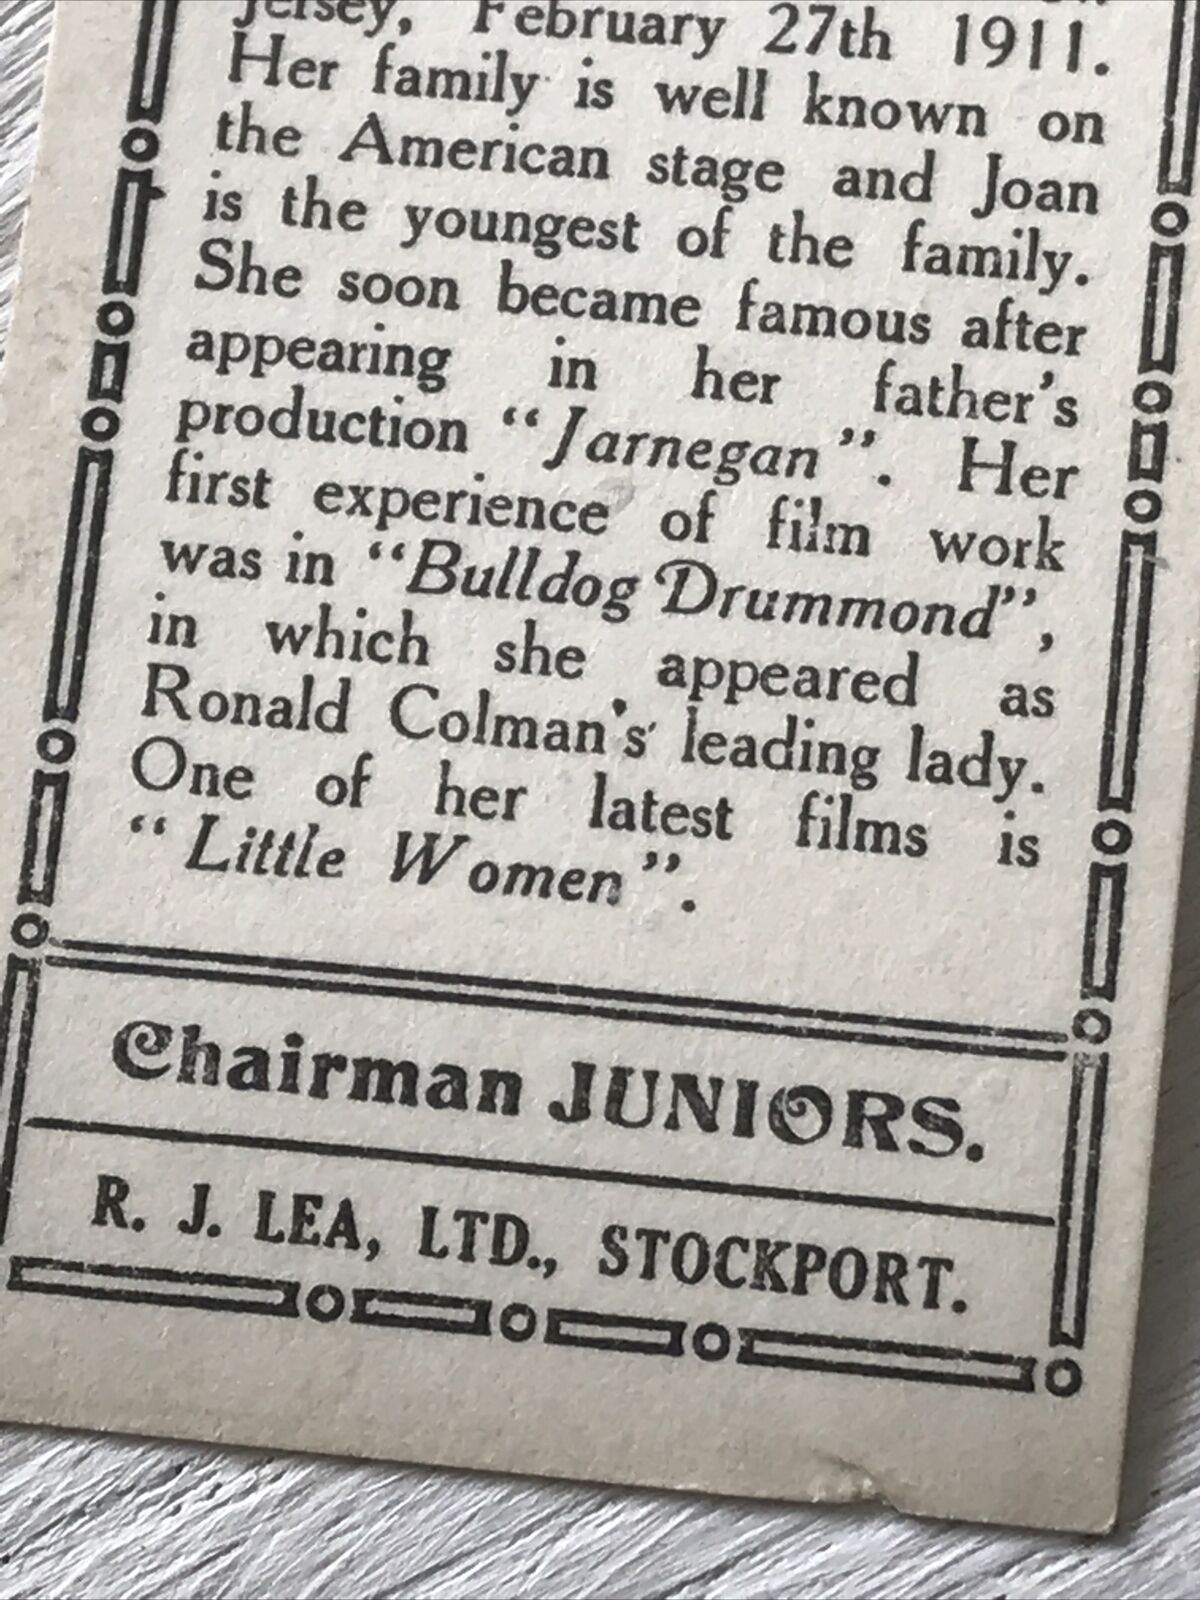 Jersey, February 27th 1911.
Her family is well known on
the American stage and Joan
is the youngest of the family.
She soon became famous after
appearing in her father's
production "Jarnegan". Her
first experience of film work
was in "Bulldog Drummond",
in which she appeared as
Ronald Colman's leading lady.
One of her latest films is
"Little Women".
Chairman JUNIORS.
R. J. LEA, LTD., STOCKPORT.